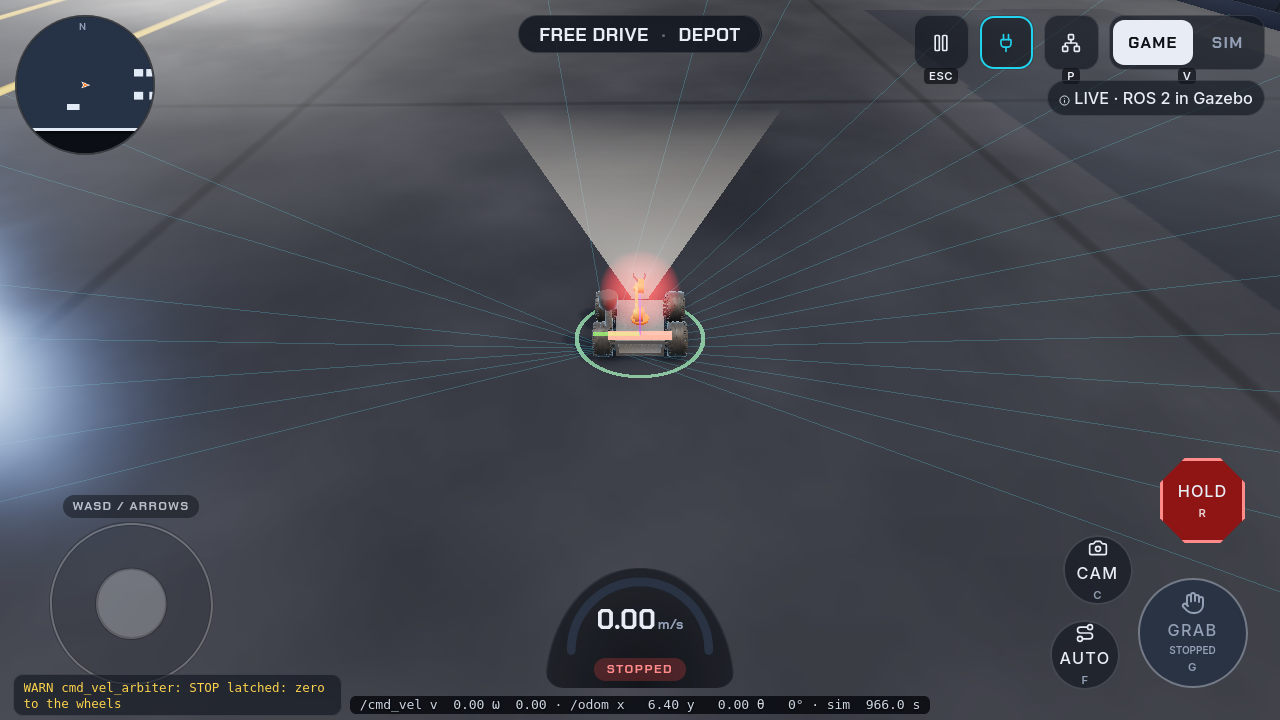 N
FREE DRIVE · DEPOT
ESC
P
GAME SIM
V
LIVE · ROS 2 in Gazebo
WASD / ARROWS
HOLD
R
CAM
C
GRAB
STOPPED
G
AUTO
F
0.00 m/s
STOPPED
WARN cmd_vel_arbiter: STOP latched: zero
to the wheels
/cmd_vel v 0.00 ω 0.00 · /odom x 6.40 y 0.00 θ 0° · sim 966.0 s